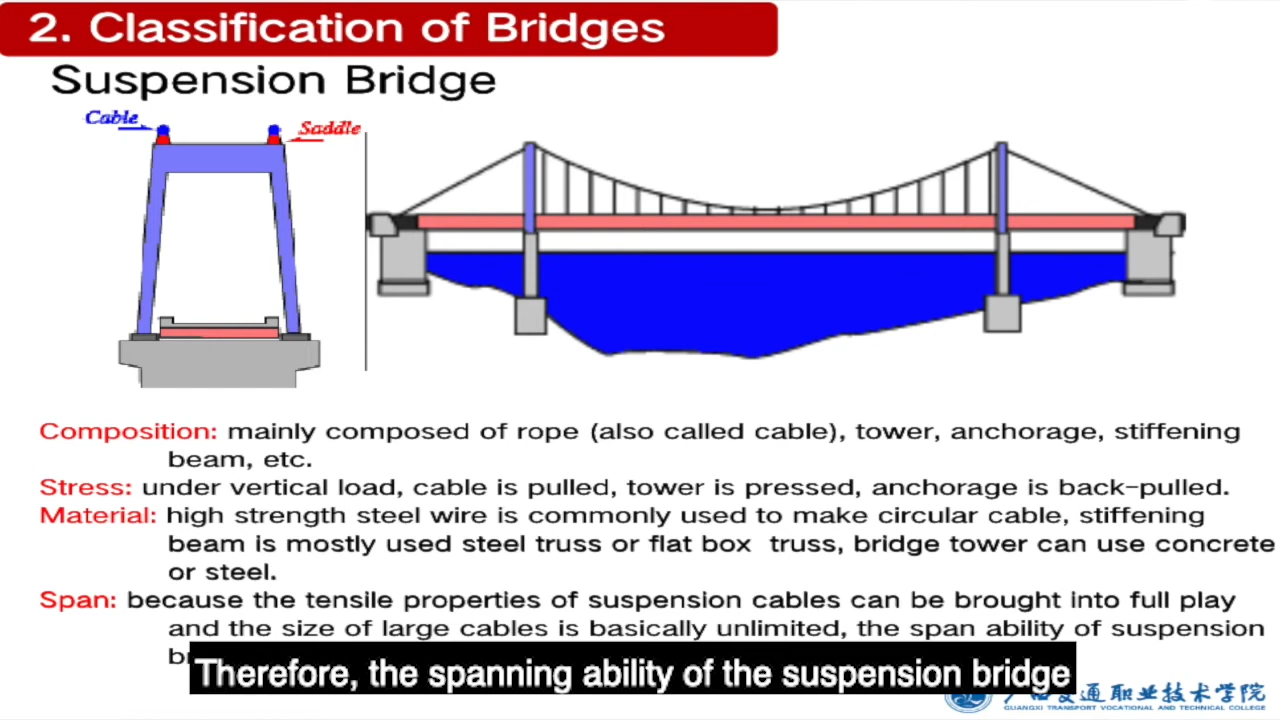 2. Classification of Bridges
Suspension Bridge
Cable
Saddle
Composition: mainly composed of rope (also called cable), tower, anchorage, stiffening
beam, etc.
Stress: under vertical load, cable is pulled, tower is pressed, anchorage is back-pulled.
Material: high strength steel wire is commonly used to make circular cable, stiffening
beam is mostly used steel truss or flat box truss, bridge tower can use concrete
or steel.
Span: because the tensile properties of suspension cables can be brought into full play
and the size of large cables is basically unlimited, the span ability of suspension
Therefore, the spanning ability of the suspension bridge
交通职业技术学院
GUANGXI TRANSPORT VOCATIONAL AND TECHNICAL COLLEGE